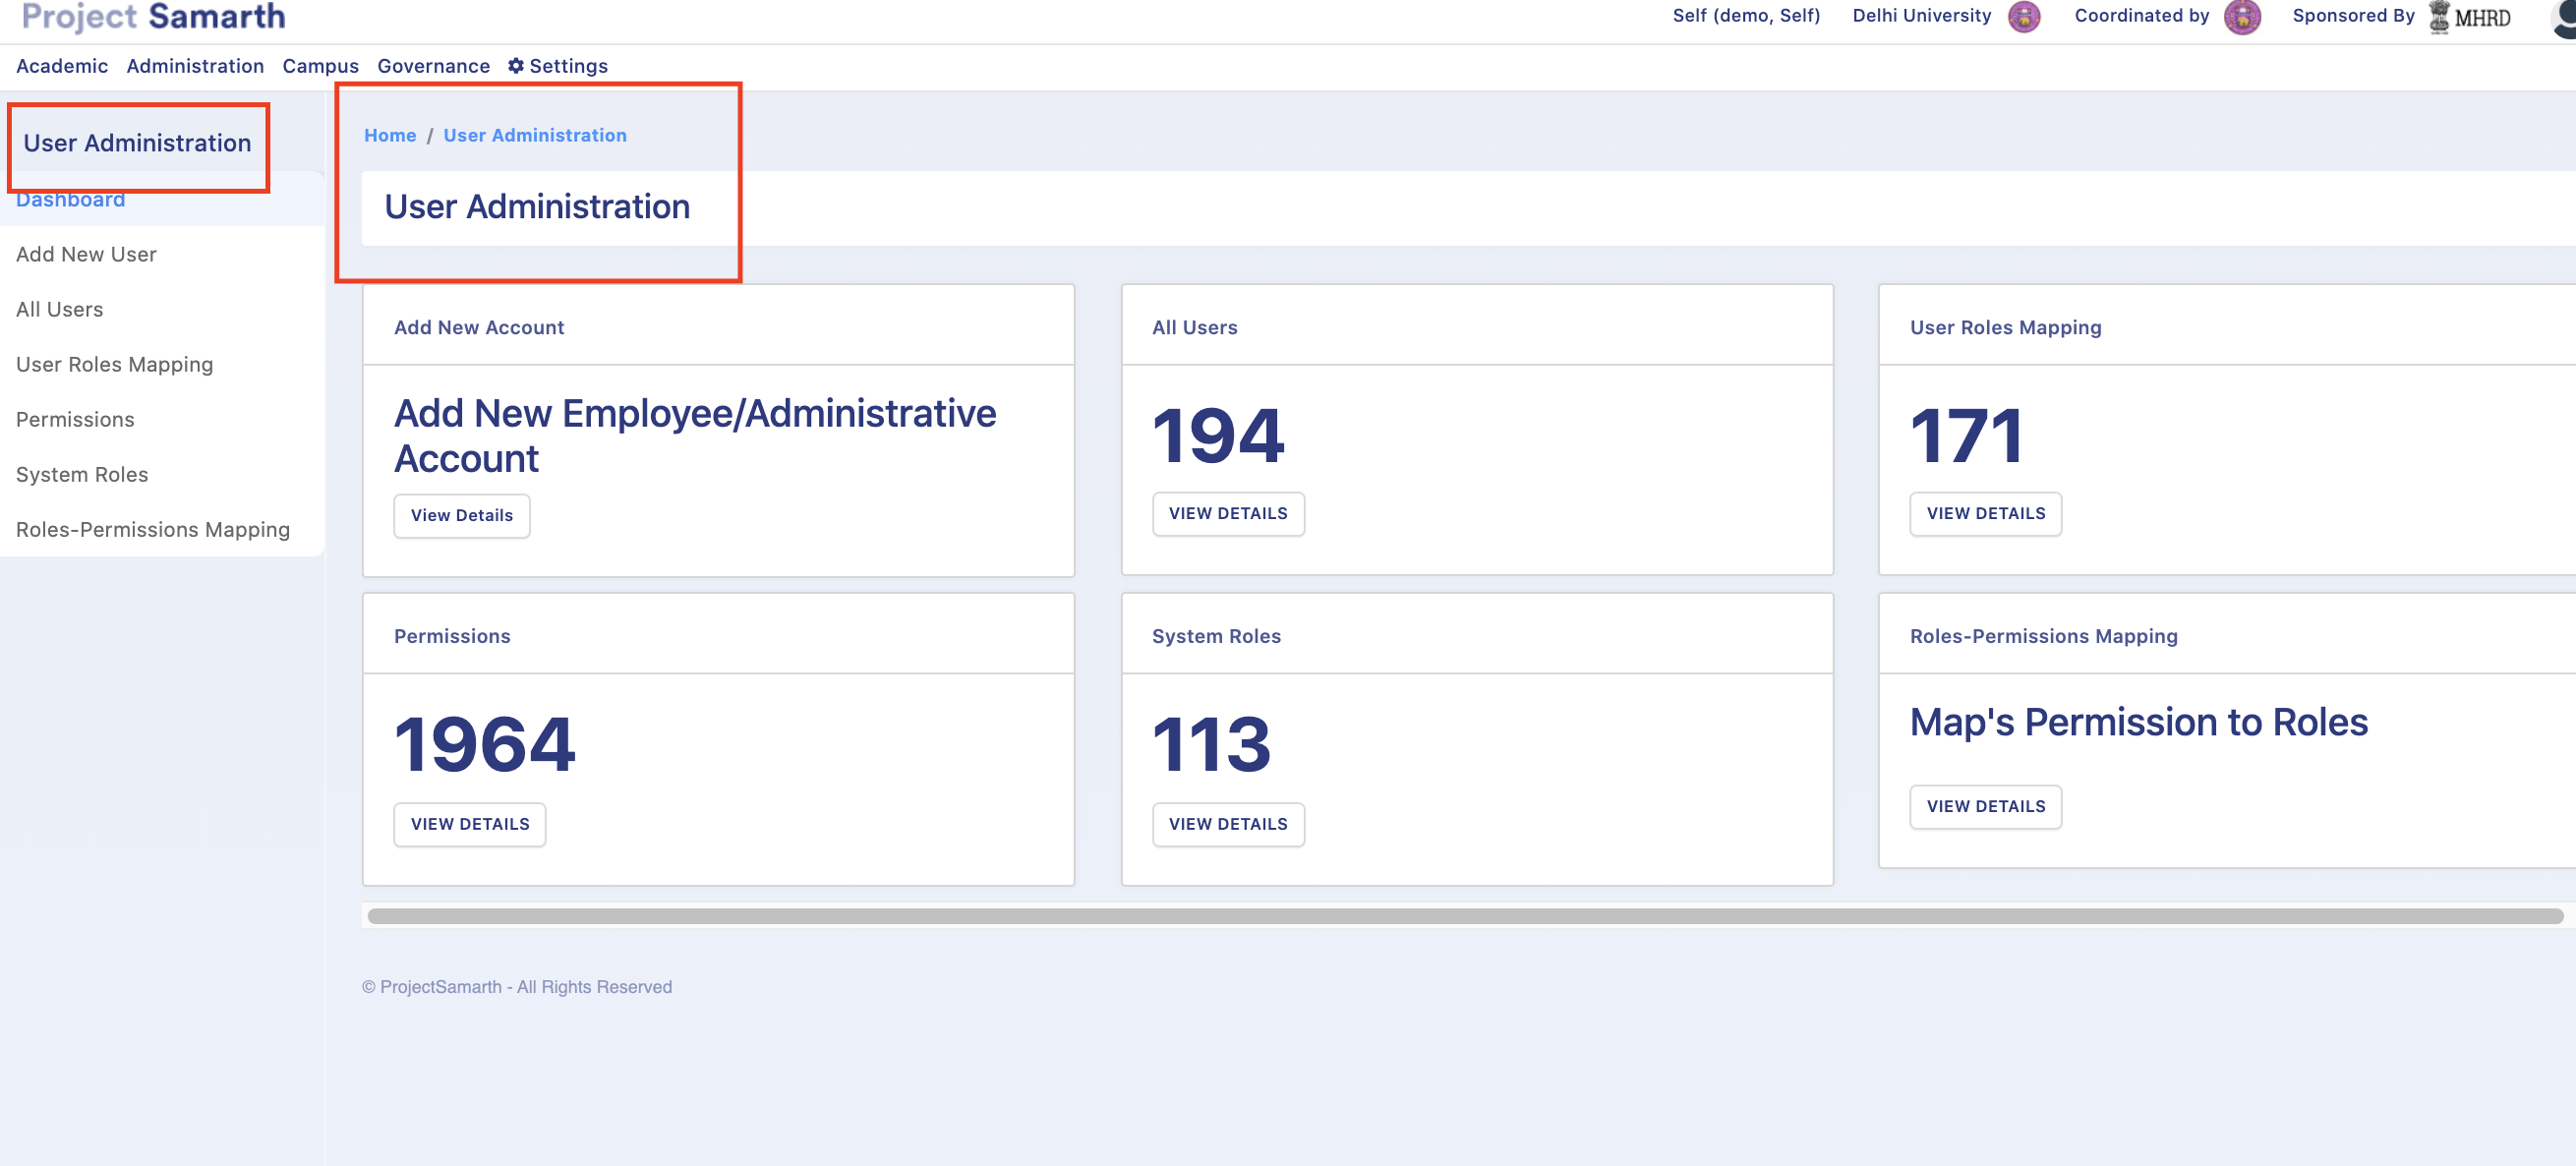 Project Samarth
Self (demo, Self) Delhi University Coordinated by Sponsored By MHRD
Academic Administration Campus Governance Settings
User Administration
Dashboard
Add New User
All Users
User Roles Mapping
Permissions
System Roles
Roles-Permissions Mapping
Home / User Administration
User Administration
Add New Account
Add New Employee/Administrative
Account
View Details
All Users
194
VIEW DETAILS
User Roles Mapping
171
VIEW DETAILS
Permissions
1964
VIEW DETAILS
System Roles
113
VIEW DETAILS
Roles-Permissions Mapping
Map's Permission to Roles
VIEW DETAILS
© ProjectSamarth - All Rights Reserved